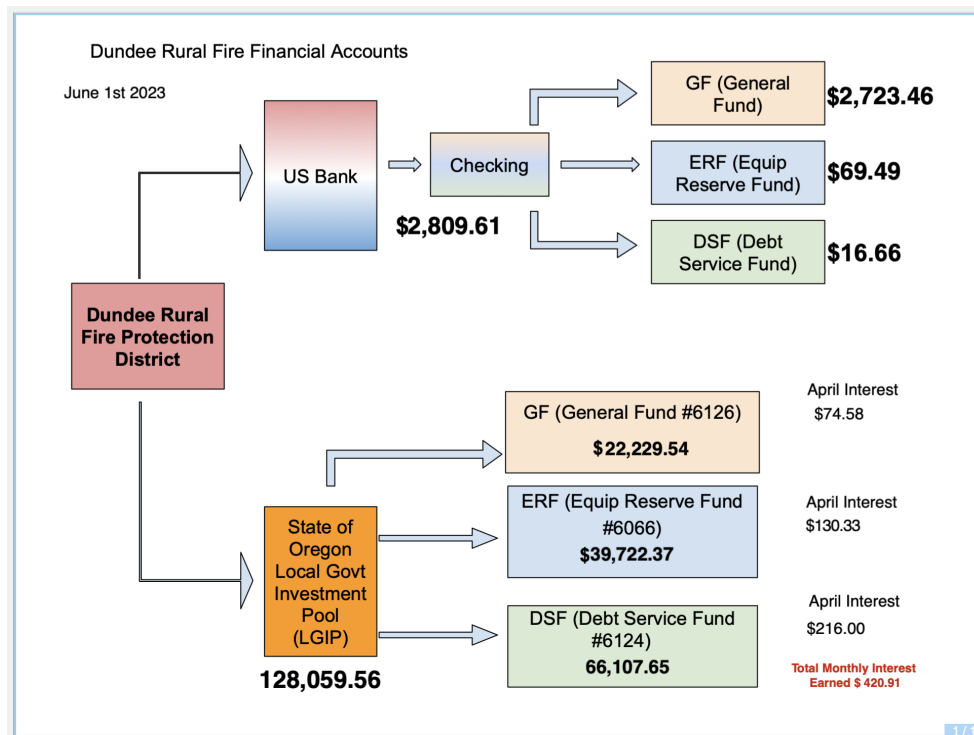 Dundee Rural Fire Financial Accounts
June 1st 2023
US Bank
Checking
$2,809.61
GF (General
Fund)
$2,723.46
ERF (Equip
Reserve Fund)
$69.49
DSF (Debt
Service Fund)
$16.66
Dundee Rural
Fire Protection
District
State of
Oregon
Local Govt
Investment
Pool
(LGIP)
128,059.56
GF (General Fund #6126)
$22,229.54
April Interest
$74.58
ERF (Equip Reserve Fund
#6066)
$39,722.37
April Interest
$130.33
DSF (Debt Service Fund
#6124)
66,107.65
April Interest
$216.00
Total Monthly Interest
Earned $ 420.91